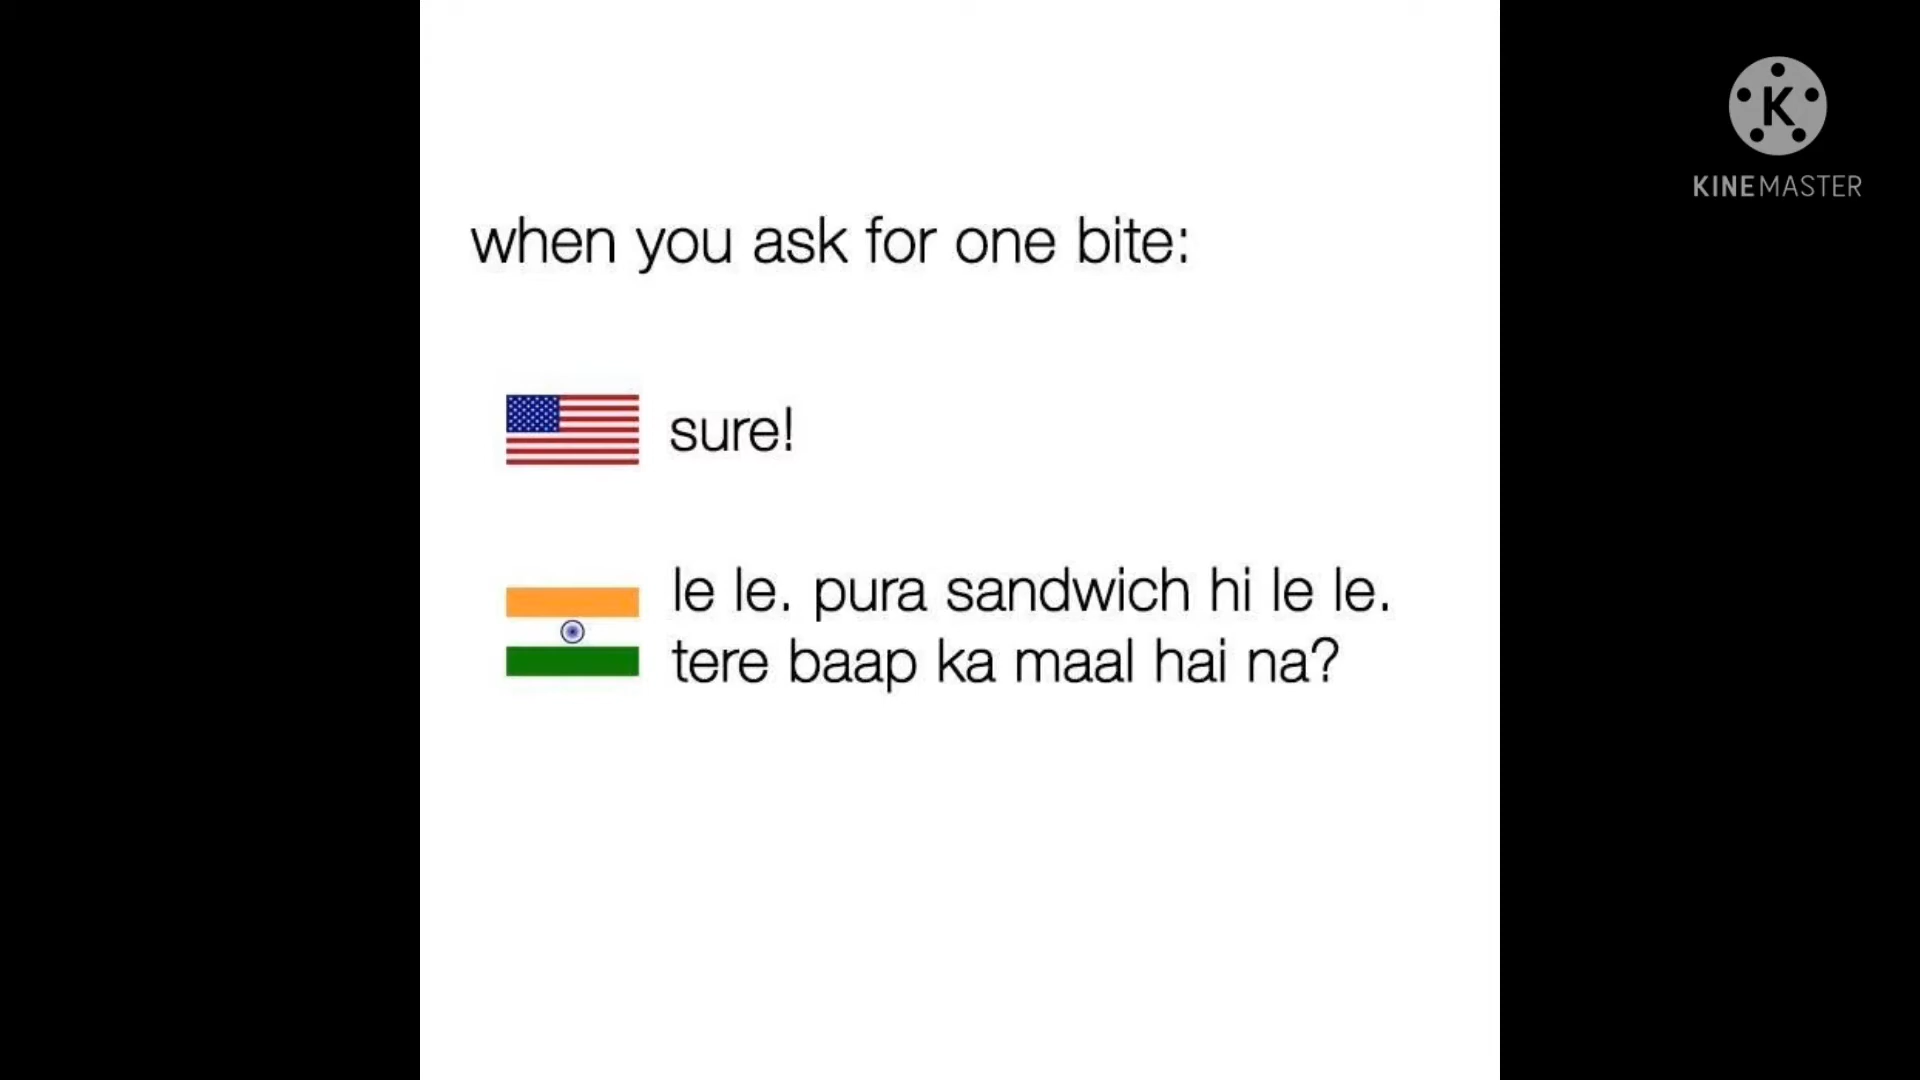 K
KINEMASTER
when you ask for one bite:
sure!
le le. pura sandwich hi le le.
tere baap ka maal hai na?